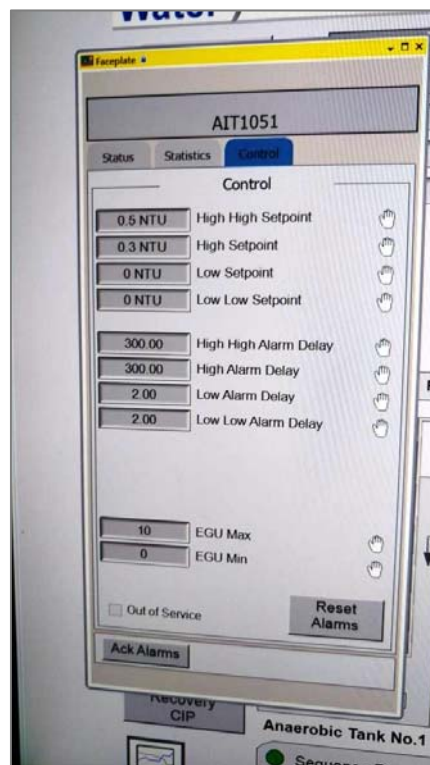 Water
Faceplate
AIT1051
Status Statistics Control
Control
0.5 NTU High High Setpoint
0.3 NTU High Setpoint
0 NTU Low Setpoint
0 NTU Low Low Setpoint
300.00 High High Alarm Delay
300.00 High Alarm Delay
2.00 Low Alarm Delay
2.00 Low Low Alarm Delay
10 EGU Max
0 EGU Min
Out of Service
Reset
Alarms
Ack Alarms
Recovery
CIP
Anaerobic Tank No.1